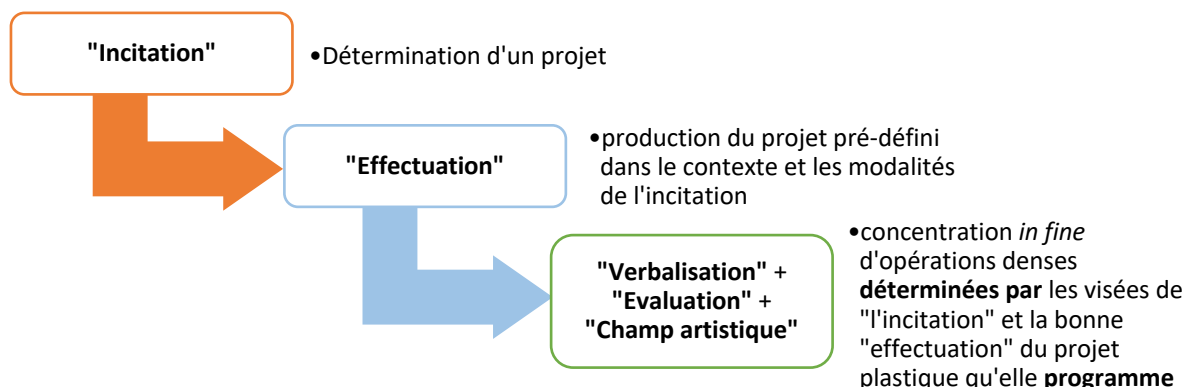 "Incitation"
•Détermination d'un projet
"Effectuation"
•production du projet pré-défini
dans le contexte et les modalités
de l'incitation
"Verbalisation" +
"Evaluation" +
"Champ artistique"
•concentration in fine
d'opérations denses
déterminées par les visées de
"l'incitation" et la bonne
"effectuation" du projet
plastique qu'elle programme